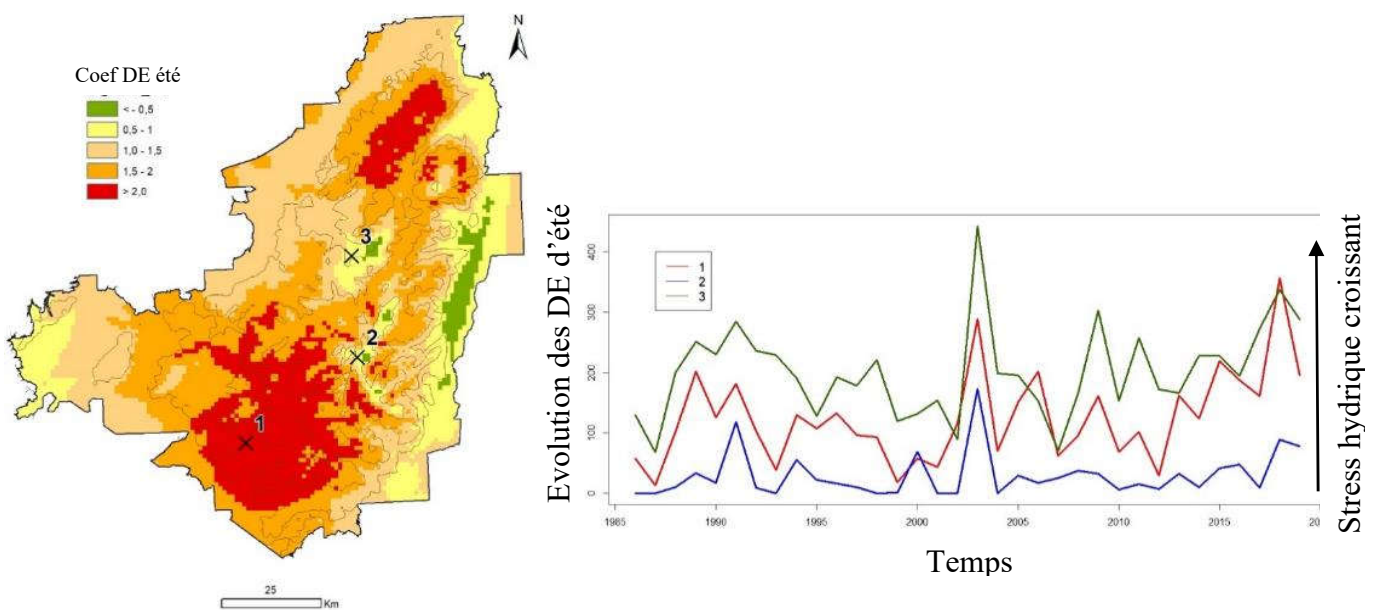 N
Coef DE été
< - 0,5
0,5 - 1
1,0 - 1,5
1,5 - 2
> 2,0
3
2
1
25
Km
Evolution des DE d'été
400
300
200
100
0
1
2
3
1985
1990
1995
2000
2005
2010
2015
Temps
Stress hydrique croissant